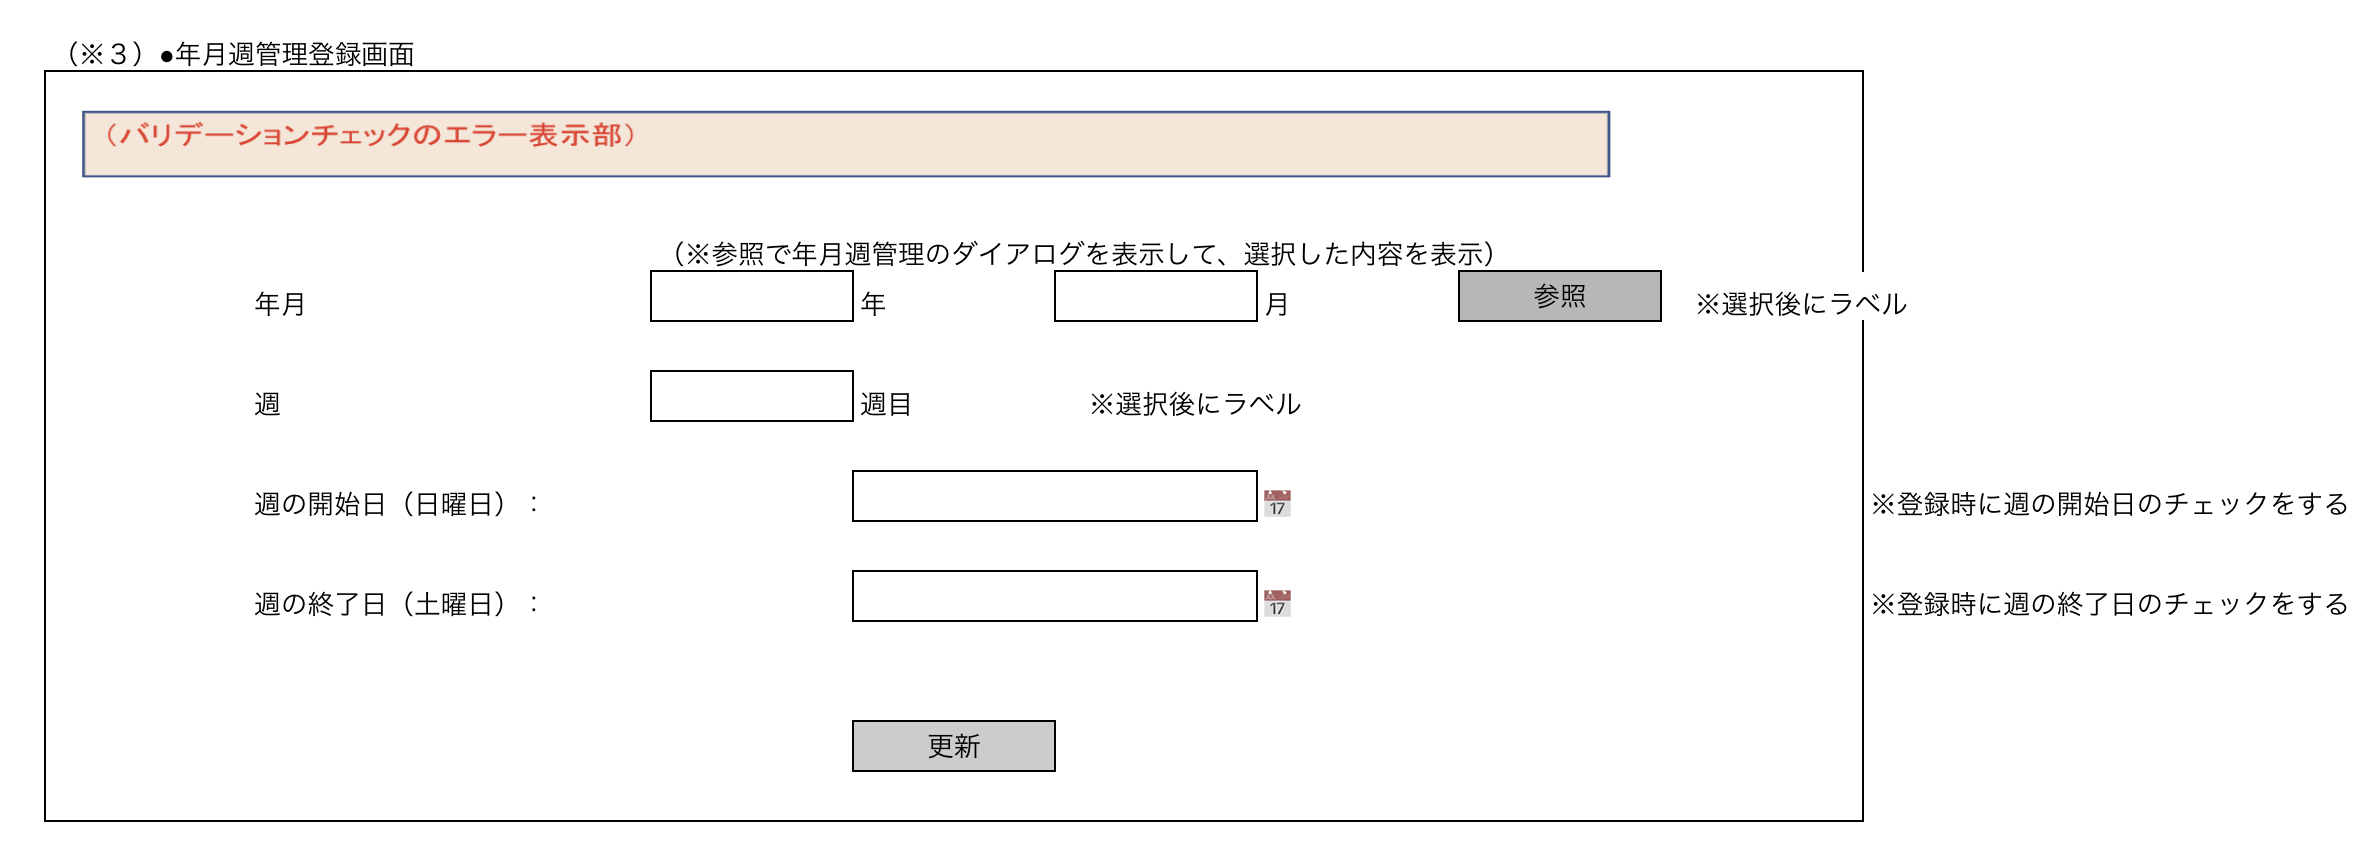 （※３）●年月週管理登録画面
（バリデーションチェックのエラー表示部）
（※参照で年月週管理のダイアログを表示して、選択した内容を表示）
年月 年 月 参照 ※選択後にラベル
週 週目 ※選択後にラベル
週の開始日（日曜日）： 17 ※登録時に週の開始日のチェックをする
週の終了日（土曜日）： 17 ※登録時に週の終了日のチェックをする
更新